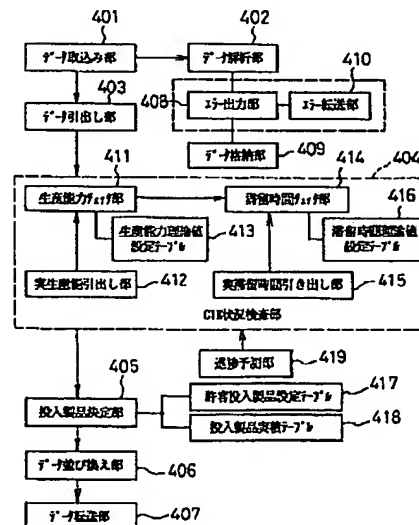 401
402
データ取込み部
データ解析部
403
410
データ引出し部
408
エラー出力部
エラー転送部
データ格納部
409
411
414
404
生産能力チェック部
滞留時間チェック部
416
生産能力理論値
設定テーブル
413
滞留時間理論値
設定テーブル
実生産能引出し部
412
実滞留時間引き出し部
415
状況検査部
進捗予測部
419
405
投入製品決定部
許容投入製品設定テーブル
417
投入製品実積テーブル
418
データ並び換え部
406
データ転送部
407